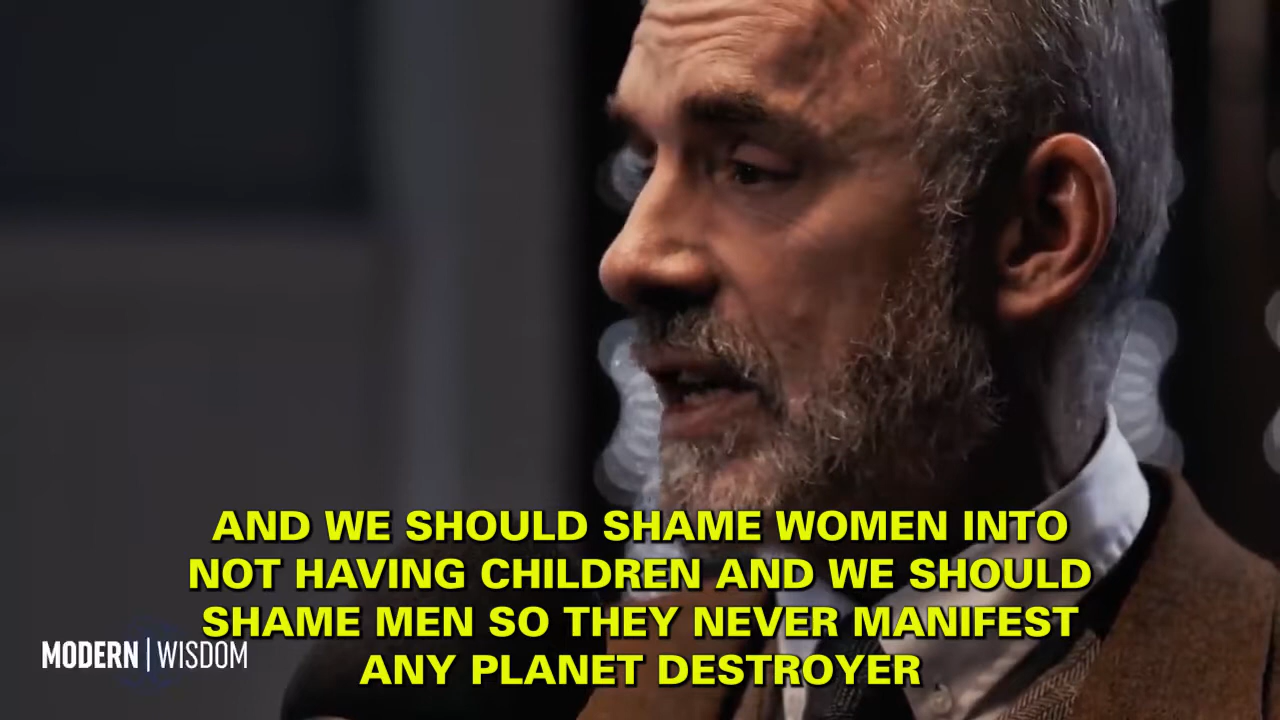 AND WE SHOULD SHAME WOMEN INTO
NOT HAVING CHILDREN AND WE SHOULD
SHAME MEN SO THEY NEVER MANIFEST
ANY PLANET DESTROYER
MODERN | WISDOM